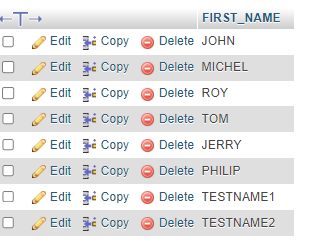 FIRST_NAME
Edit Copy Delete JOHN
Edit Copy Delete MICHEL
Edit Copy Delete ROY
Edit Copy Delete TOM
Edit Copy Delete JERRY
Edit Copy Delete PHILIP
Edit Copy Delete TESTNAME1
Edit Copy Delete TESTNAME2